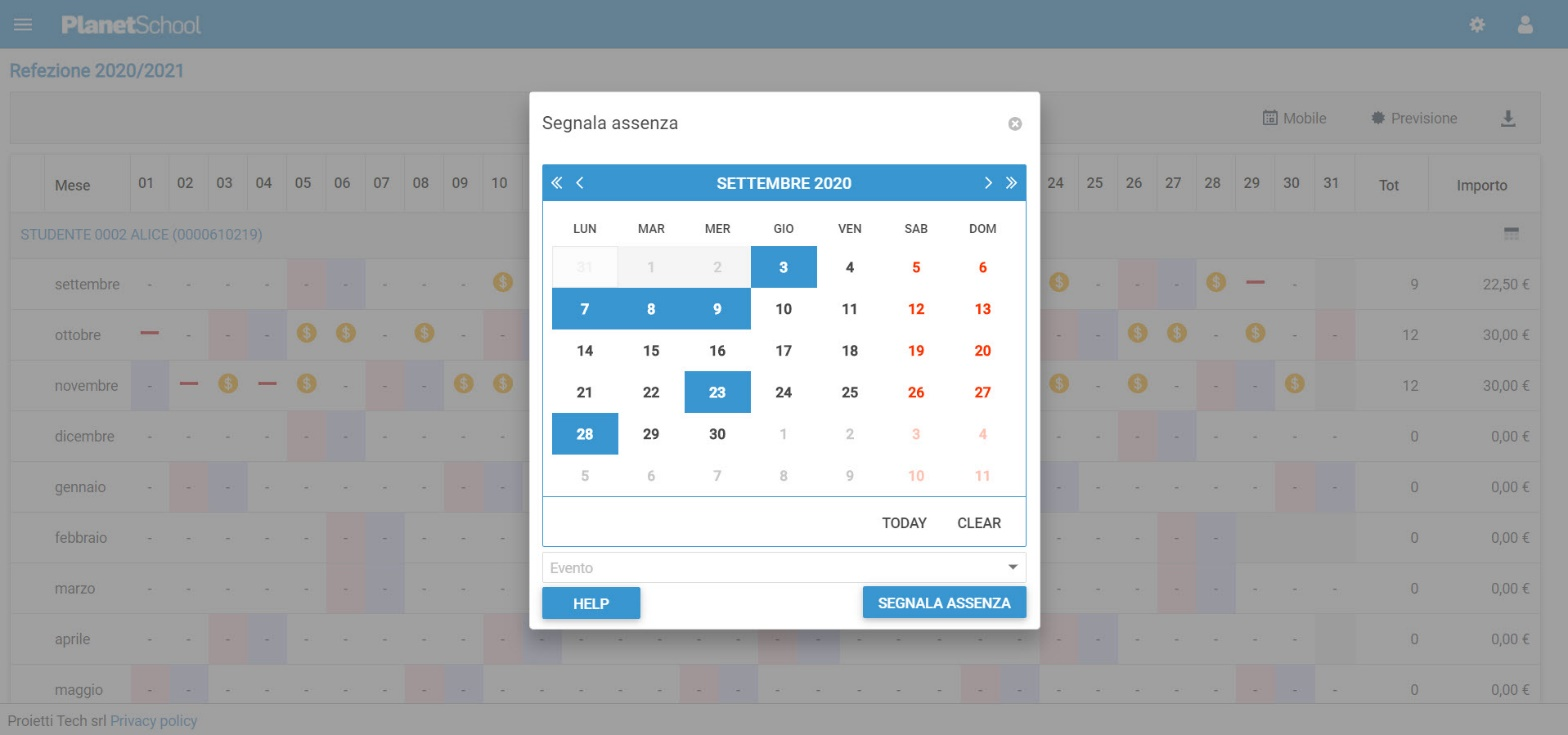 PlanetSchool
Refezione 2020/2021
Mobile Previsione
Segnala assenza
SETTEMBRE 2020
LUN MAR MER GIO VEN SAB DOM
31 1 2 3 4 5 6
7 8 9 10 11 12 13
14 15 16 17 18 19 20
21 22 23 24 25 26 27
28 29 30 1 2 3 4
5 6 7 8 9 10 11
TODAY CLEAR
Evento
HELP SEGNALA ASSENZA
Mese 01 02 03 04 05 06 07 08 09 10 24 25 26 27 28 29 30 31 Tot Importo
STUDENTE 0002 ALICE (0000610219)
settembre - - - - - - - - - $ $ - - - $ — - 9 22,50 €
ottobre — - - - $ $ - $ - - - - $ $ - $ - - 12 30,00 €
novembre - — $ — $ - - - $ $ $ - $ - - - $ 12 30,00 €
dicembre - - - - - - - - - - - - - - - - - - 0 0,00 €
gennaio - - - - - - - - - - - - - - - - - - 0 0,00 €
febbraio - - - - - - - - - - - - - - - 0 0,00 €
marzo - - - - - - - - - - - - - - - - - - 0 0,00 €
aprile - - - - - - - - - - - - - - - - - - - - - - - - - - - - - - 0 0,00 €
maggio - - - - - - - - - - - - - - - - - - - - - - - - - - - - - - - 0 0,00 €
Proietti Tech srl Privacy policy